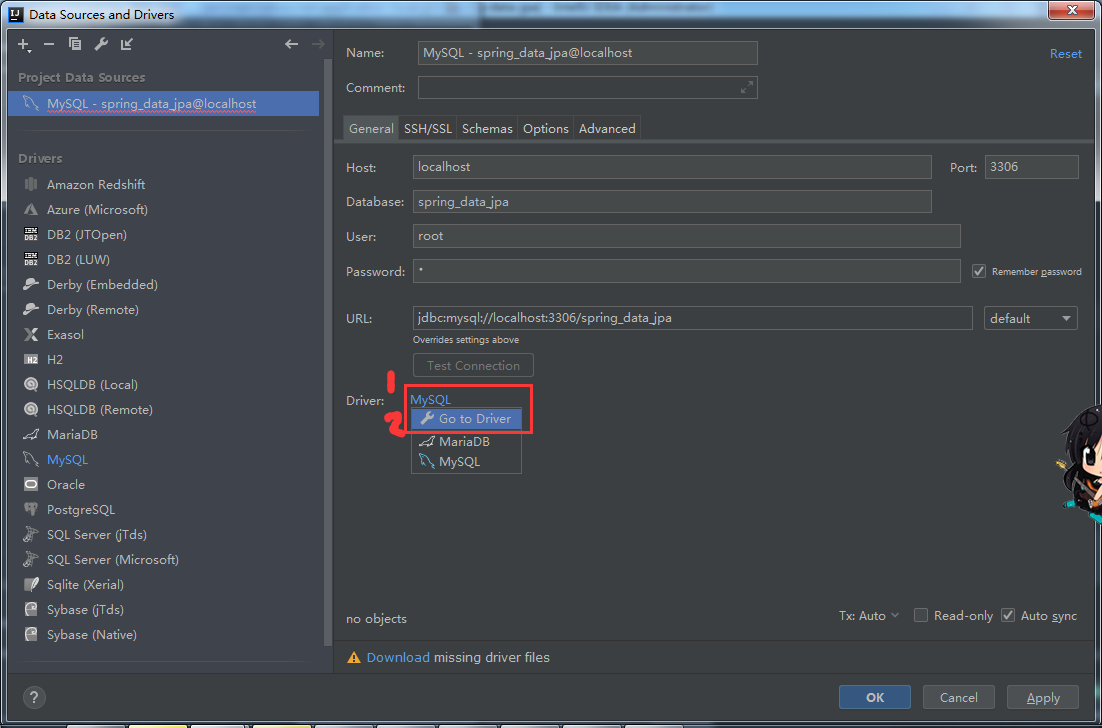 Data Sources and Drivers
Project Data Sources
MySQL - spring_data_jpa@localhost
Drivers
Amazon Redshift
Azure (Microsoft)
DB2 (JTOpen)
DB2 (LUW)
Derby (Embedded)
Derby (Remote)
Exasol
H2
HSQLDB (Local)
HSQLDB (Remote)
MariaDB
MySQL
Oracle
PostgreSQL
SQL Server (jTds)
SQL Server (Microsoft)
Sqlite (Xerial)
Sybase (jTds)
Sybase (Native)
Name: MySQL - spring_data_jpa@localhost Reset
Comment:
General SSH/SSL Schemas Options Advanced
Host: localhost Port: 3306
Database: spring_data_jpa
User: root
Password: • Remember password
URL: jdbc:mysql://localhost:3306/spring_data_jpa default
Overrides settings above
Test Connection
1
Driver: MySQL
2 Go to Driver
MariaDB
MySQL
no objects Tx: Auto Read-only Auto sync
Download missing driver files
? OK Cancel Apply